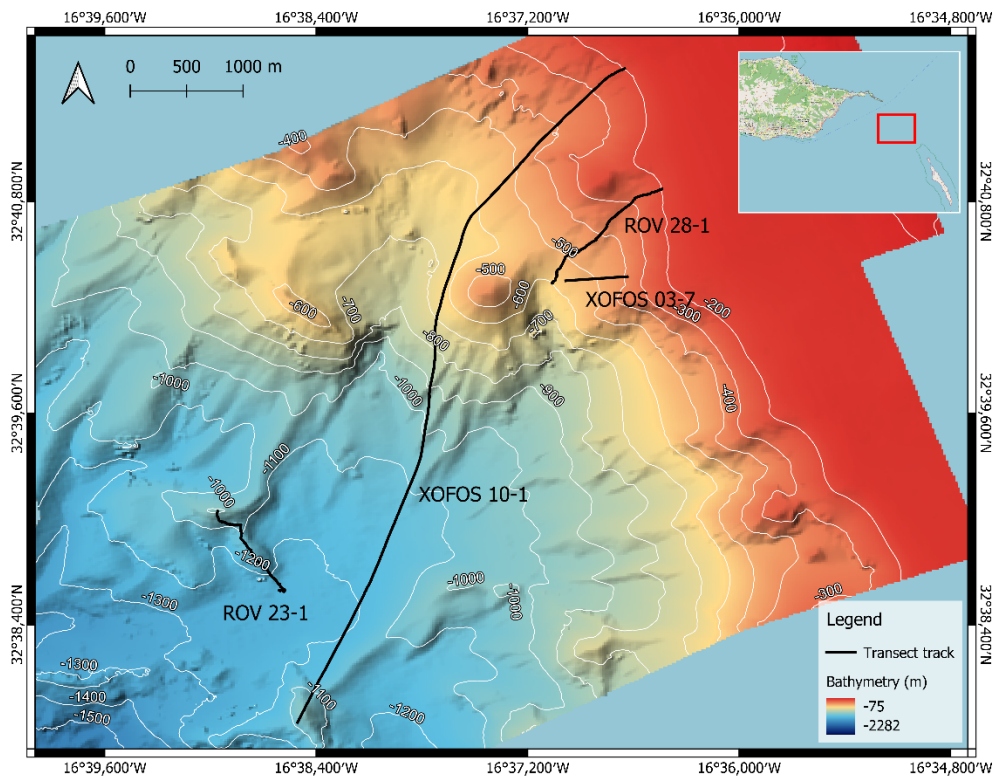 16°39,600'W 16°38,400'W 16°37,200'W 16°36,000'W 16°34,800'W
0 500 1000 m
-400
32°40,800'N
32°40,800'N
ROV 28-1
-500
-500
-600
XOFOS 03-7
-600
-700
-200
-300
-700
-800
-1000
-1000
-900
-400
32°39,600'N
32°39,600'N
-1100
XOFOS 10-1
-1000
-1200
-1000
-1000
ROV 23-1
-1300
-300
32°38,400'N
32°38,400'N
Legend
Transect track
Bathymetry (m)
-75
-2282
-1300
-1100
-1400
-1500
-1200
16°39,600'W 16°38,400'W 16°37,200'W 16°36,000'W 16°34,800'W